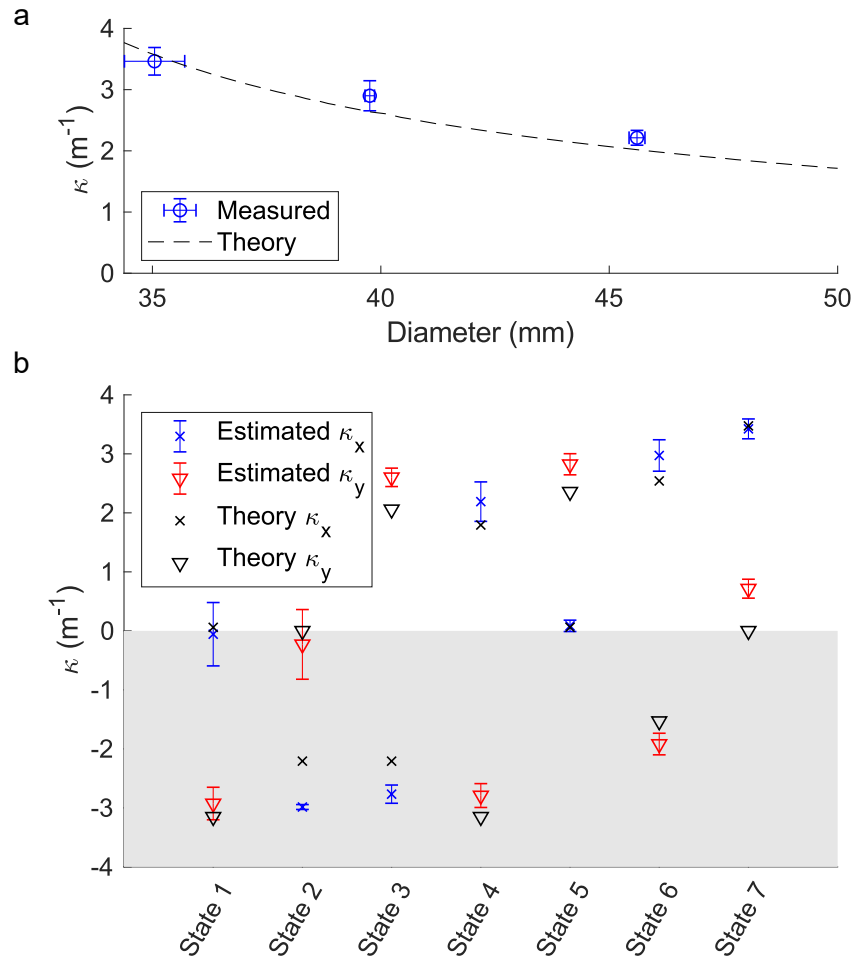 a
4
3
2
1
0
κ (m⁻¹)
Measured
Theory
35
40
45
50
Diameter (mm)
b
4
3
2
1
0
-1
-2
-3
-4
κ (m⁻¹)
Estimated κₓ
Estimated κ_y
Theory κₓ
Theory κ_y
State 1
State 2
State 3
State 4
State 5
State 6
State 7